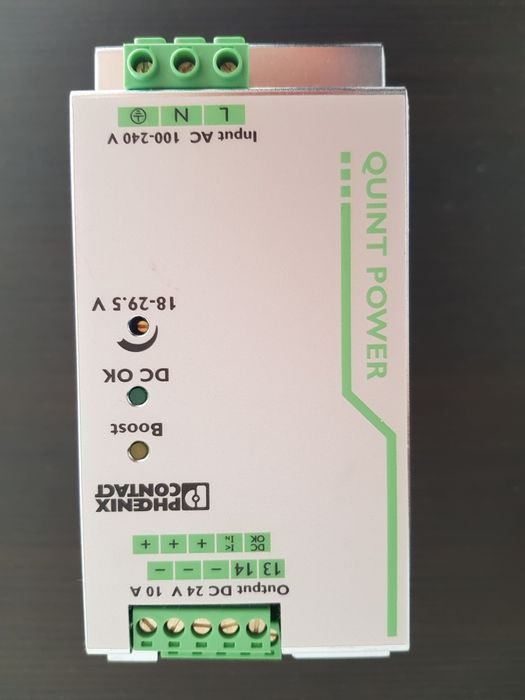 Output DC 24 V 10 A
13 14 − − −
DC OK I< IN + + +
PHŒNIX
CONTACT
Boost
DC OK
18-29.5 V
QUINT POWER
Input AC 100-240 V
L N ⏚